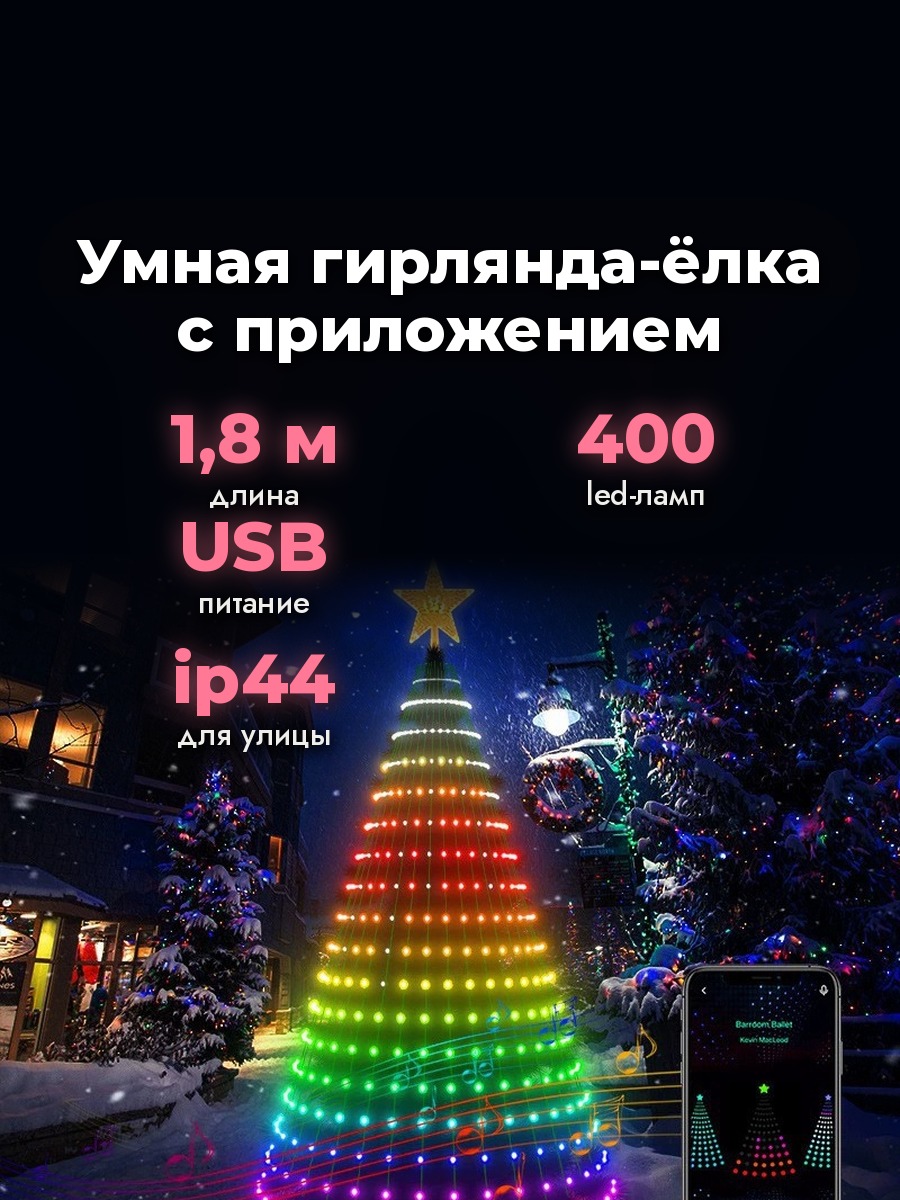 Умная гирлянда-ёлка
с приложением
1,8 м
длина
400
led-ламп
USB
питание
ip44
для улицы
Barroom Ballet
Kevin MacLeod